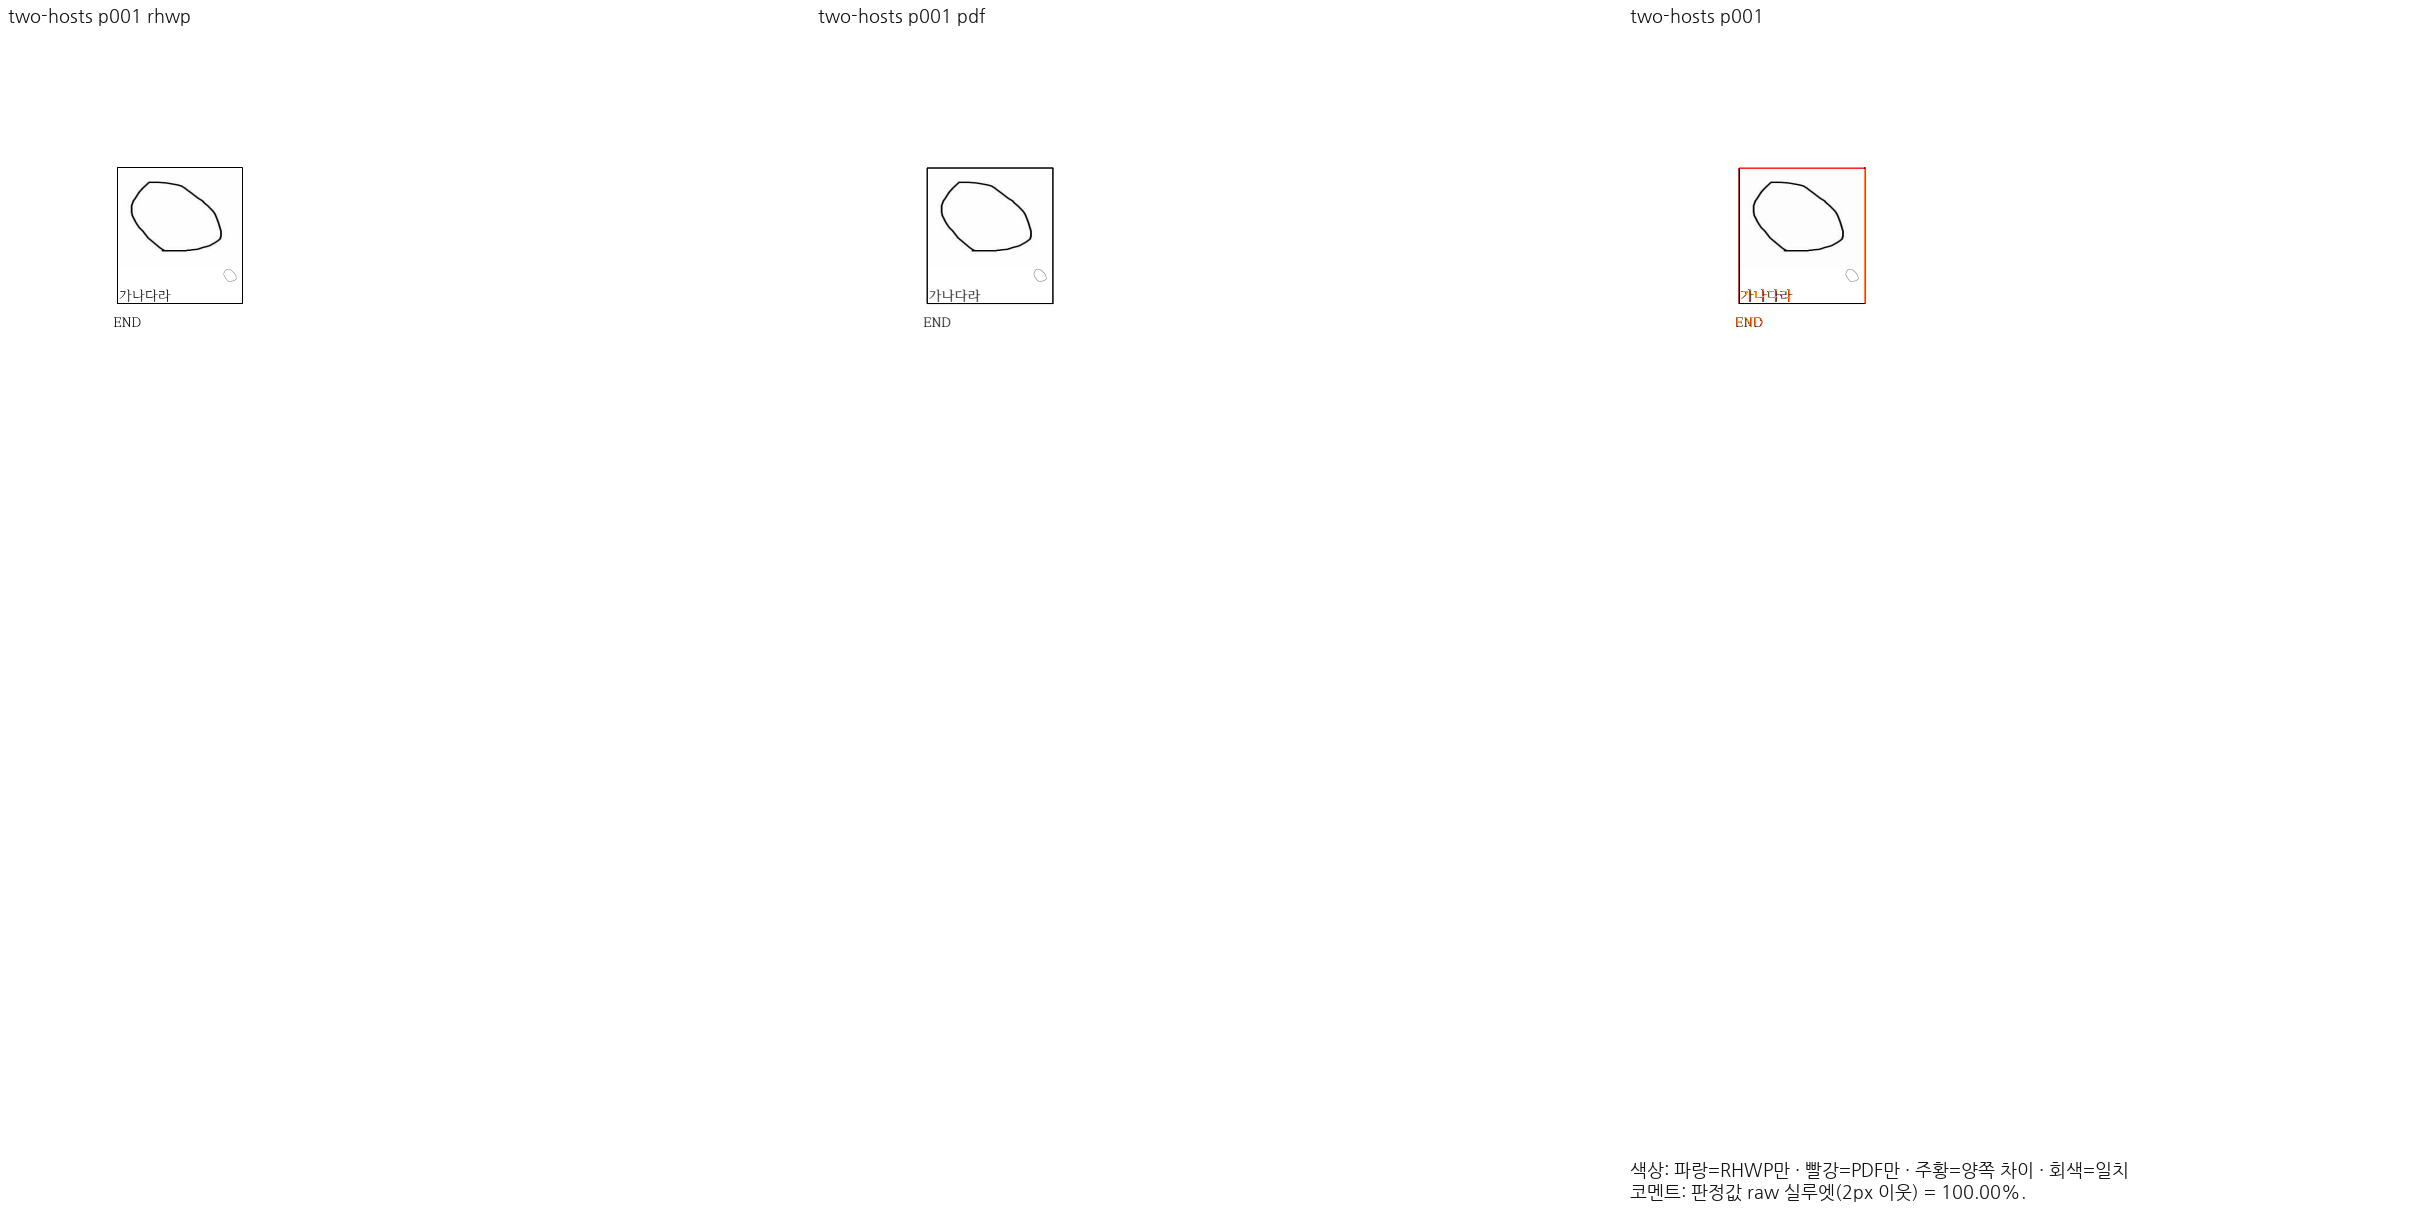 two-hosts p001 rhwp
two-hosts p001 pdf
two-hosts p001
가나다라
END
가나다라
END
가나다라
END
색상: 파랑=RHWP만 · 빨강=PDF만 · 주황=양쪽 차이 · 회색=일치
코멘트: 판정값 raw 실루엣(2px 이웃) = 100.00%.